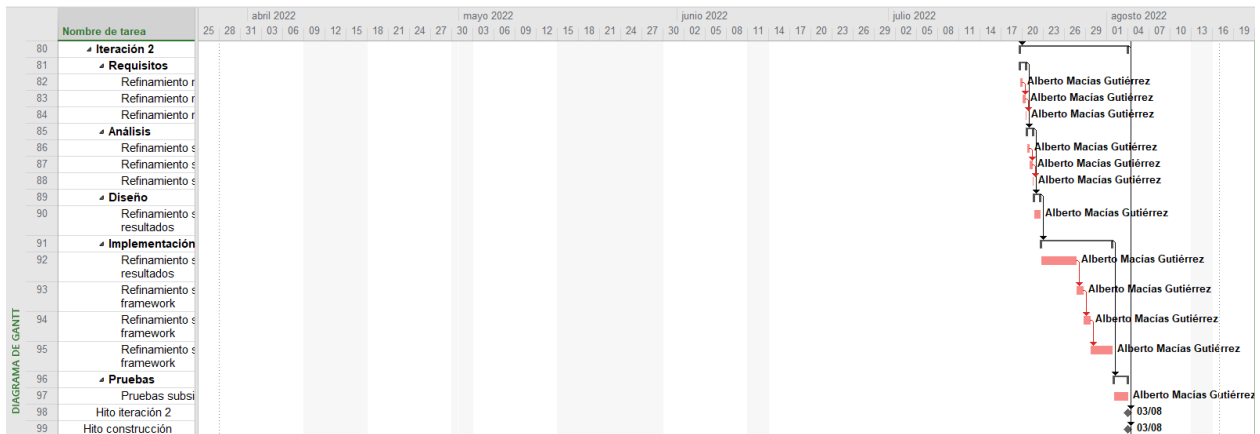 abril 2022 mayo 2022 junio 2022 julio 2022 agosto 2022
Nombre de tarea 25 28 31 03 06 09 12 15 18 21 24 27 30 03 06 09 12 15 18 21 24 27 30 02 05 08 11 14 17 20 23 26 29 02 05 08 11 14 17 20 23 26 29 01 04 07 10 13 16 19
80 Iteración 2
81 Requisitos
82 Refinamiento r Alberto Macías Gutiérrez
83 Refinamiento r Alberto Macías Gutiérrez
84 Refinamiento r Alberto Macías Gutiérrez
85 Análisis
86 Refinamiento s Alberto Macías Gutiérrez
87 Refinamiento s Alberto Macías Gutiérrez
88 Refinamiento s Alberto Macías Gutiérrez
89 Diseño
90 Refinamiento s Alberto Macías Gutiérrez
resultados
91 Implementación
92 Refinamiento s Alberto Macías Gutiérrez
resultados
93 Refinamiento s Alberto Macías Gutiérrez
framework
94 Refinamiento s Alberto Macías Gutiérrez
framework
95 Refinamiento s Alberto Macías Gutiérrez
framework
96 Pruebas
97 Pruebas subsi Alberto Macías Gutiérrez
98 Hito iteración 2 03/08
99 Hito construcción 03/08
DIAGRAMA DE GANTT